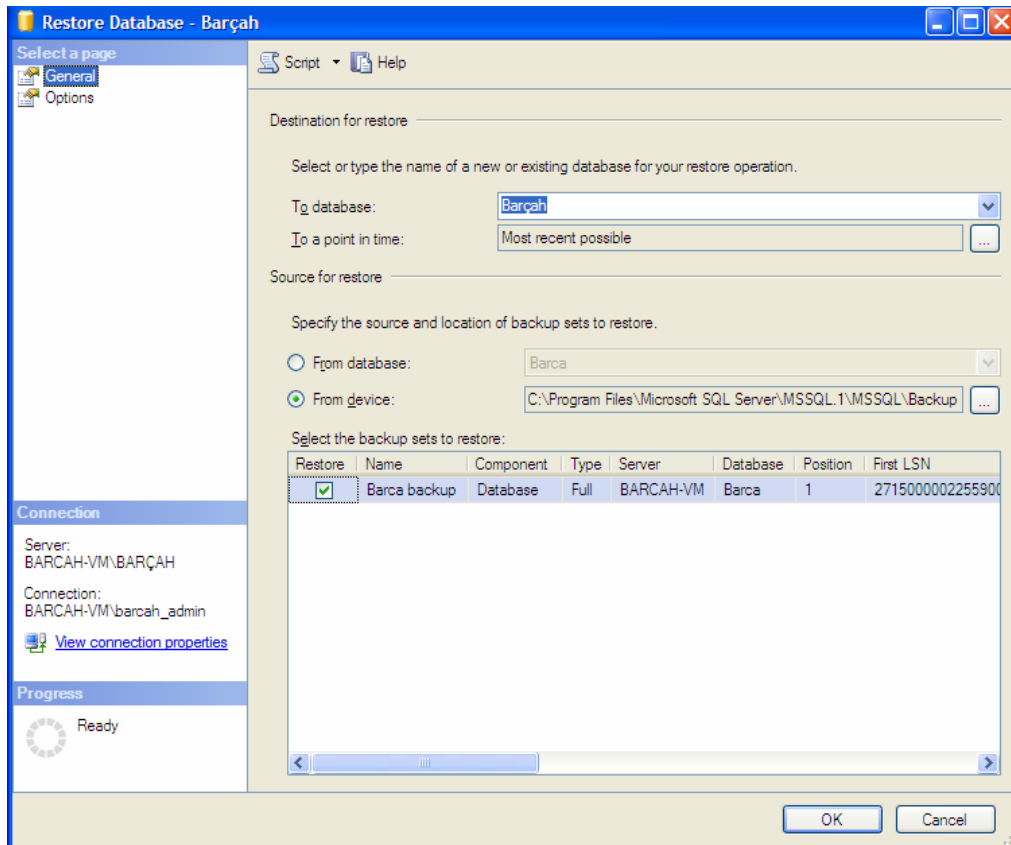 Restore Database - Barçah
Select a page
General
Options
Script
Help
Destination for restore
Select or type the name of a new or existing database for your restore operation.
To database:
Barçah
To a point in time:
Most recent possible
...
Source for restore
Specify the source and location of backup sets to restore.
From database:
Barca
From device:
C:\Program Files\Microsoft SQL Server\MSSQL.1\MSSQL\Backup
...
Select the backup sets to restore:
Restore Name Component Type Server Database Position First LSN
Barca backup Database Full BARCAH-VM Barca 1 2715000002255900
Connection
Server:
BARCAH-VM\BARÇAH
Connection:
BARCAH-VM\barcah_admin
View connection properties
Progress
Ready
OK
Cancel